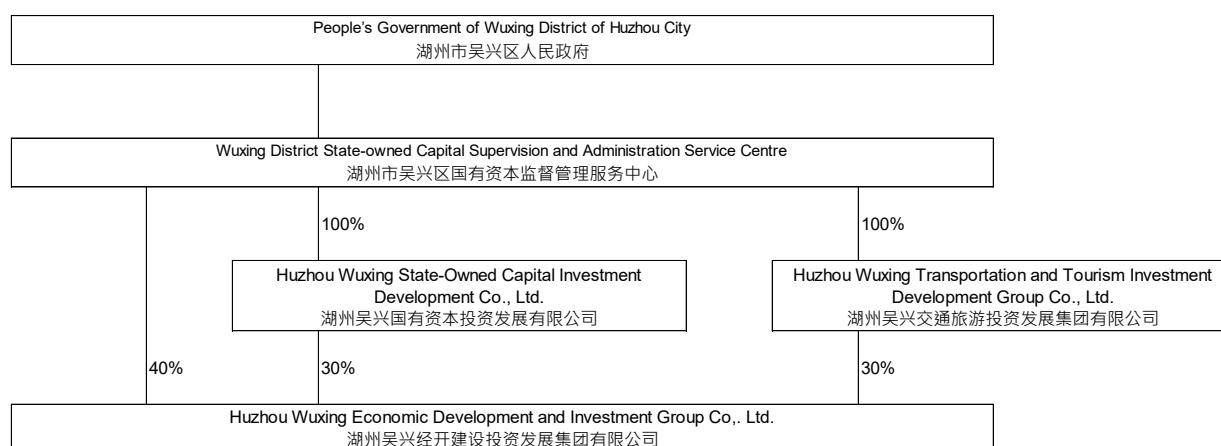 People's Government of Wuxing District of Huzhou City
湖州市吴兴区人民政府
Wuxing District State-owned Capital Supervision and Administration Service Centre
湖州市吴兴区国有资本监督管理服务中心
100%
100%
Huzhou Wuxing State-Owned Capital Investment
Development Co., Ltd.
湖州吴兴国有资本投资发展有限公司
Huzhou Wuxing Transportation and Tourism Investment
Development Group Co., Ltd.
湖州吴兴交通旅游投资发展集团有限公司
40%
30%
30%
Huzhou Wuxing Economic Development and Investment Group Co,. Ltd.
湖州吴兴经开建设投资发展集团有限公司